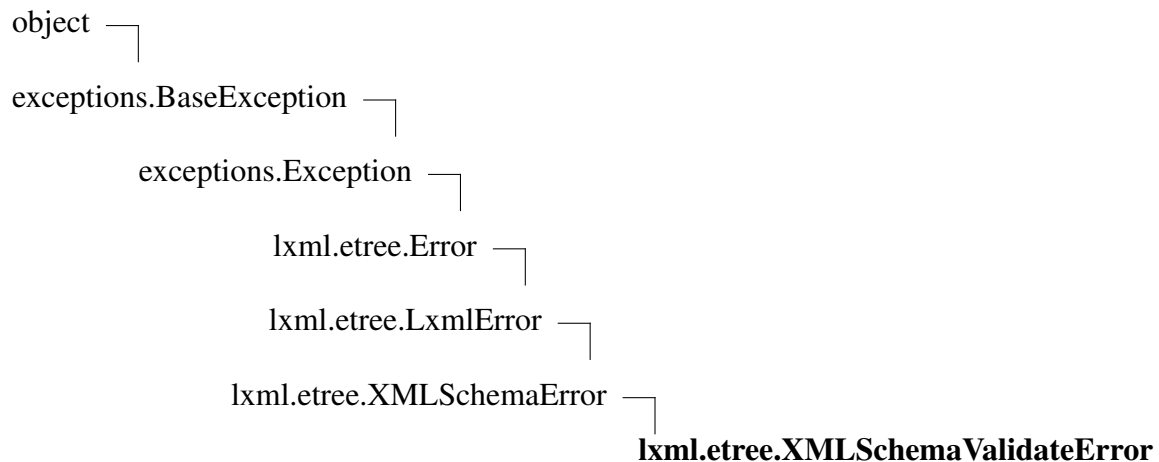 object
exceptions.BaseException
exceptions.Exception
lxml.etree.Error
lxml.etree.LxmlError
lxml.etree.XMLSchemaError
lxml.etree.XMLSchemaValidateError